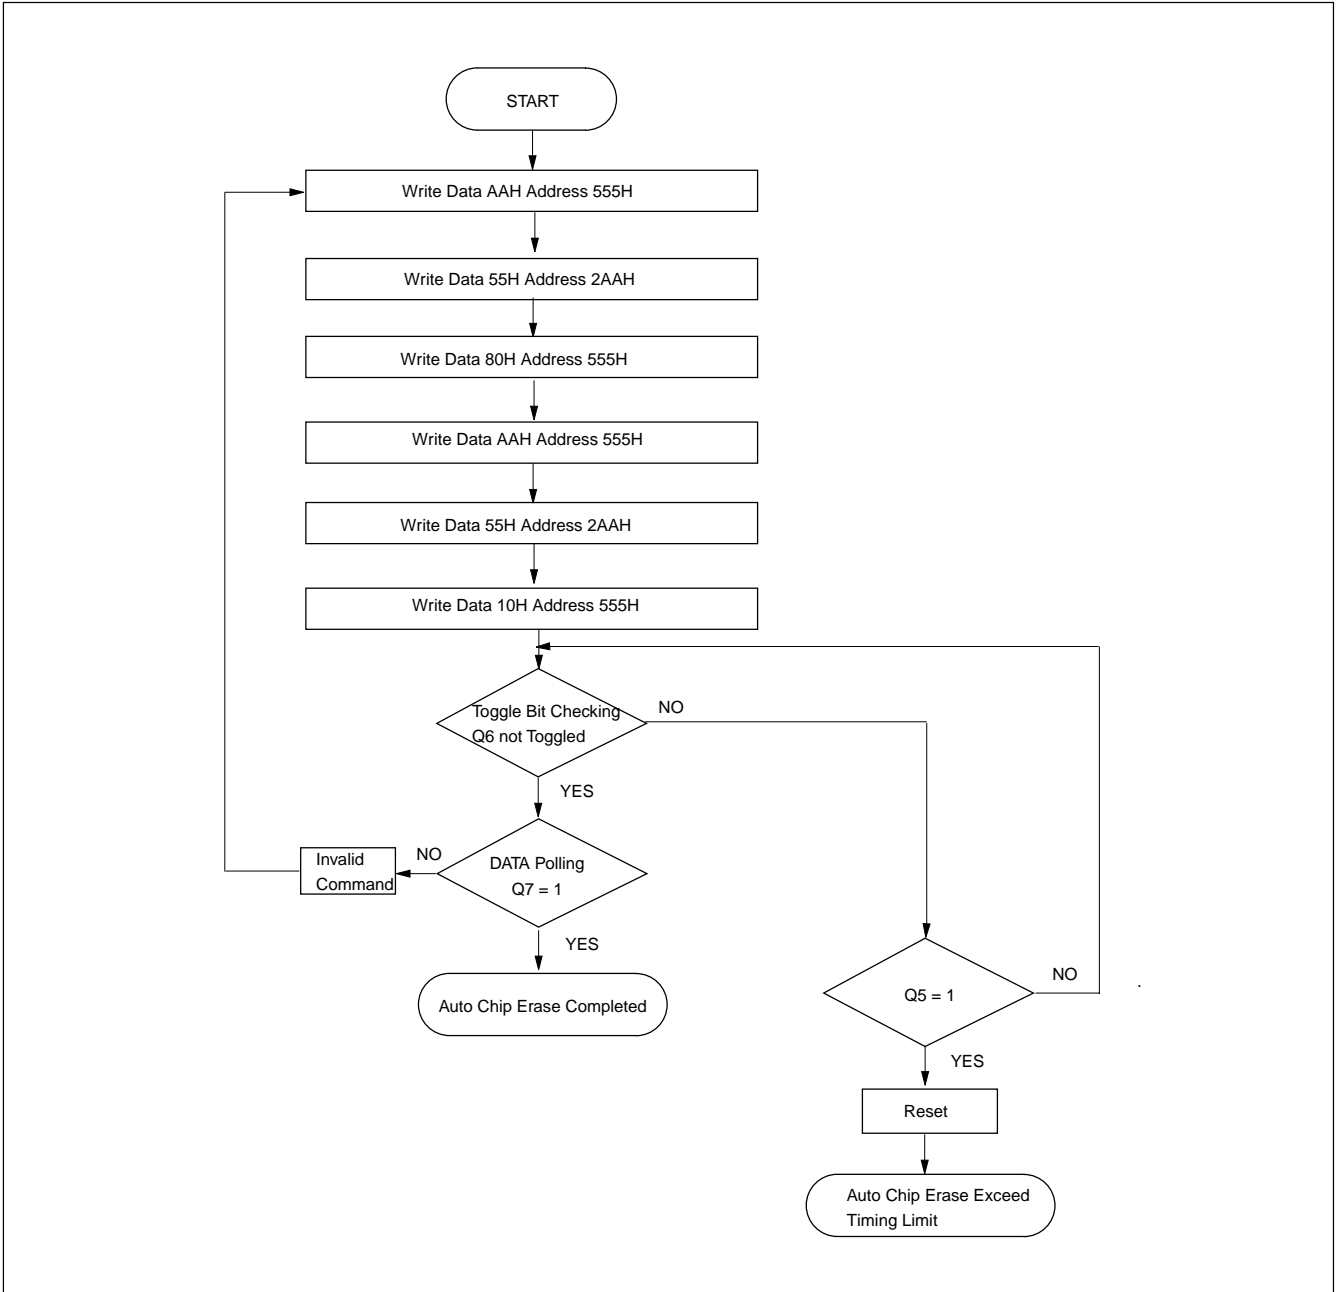 START
Write Data AAH Address 555H
Write Data 55H Address 2AAH
Write Data 80H Address 555H
Write Data AAH Address 555H
Write Data 55H Address 2AAH
Write Data 10H Address 555H
Toggle Bit Checking
Q6 not Toggled
NO
YES
Invalid
Command
NO
DATA Polling
Q7 = 1
YES
Auto Chip Erase Completed
Q5 = 1
NO
YES
Reset
Auto Chip Erase Exceed
Timing Limit
.